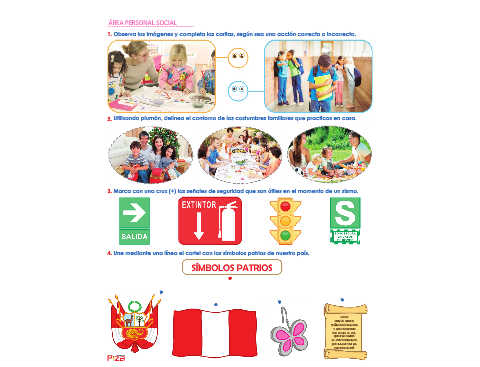 ÁREA PERSONAL SOCIAL
1. Observa las imágenes y completa las caritas, según sea una acción correcta o incorrecta.
2. Utilizando plumón, delinea el contorno de las costumbres familiares que practicas en casa.
3. Marca con una cruz (+) las señales de seguridad que son útiles en el momento de un sismo.
SALIDA
EXTINTOR
S
4. Une mediante una línea el cartel con los símbolos patrios de nuestro país.
SÍMBOLOS PATRIOS